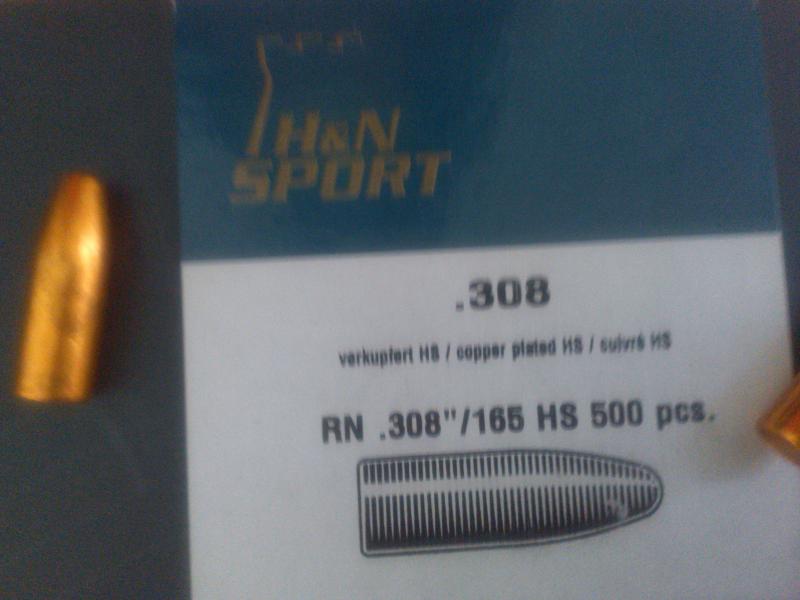 H&N
SPORT
.308
verkupfert HS / copper plated HS / cuivré HS
RN .308"/165 HS 500 pcs.